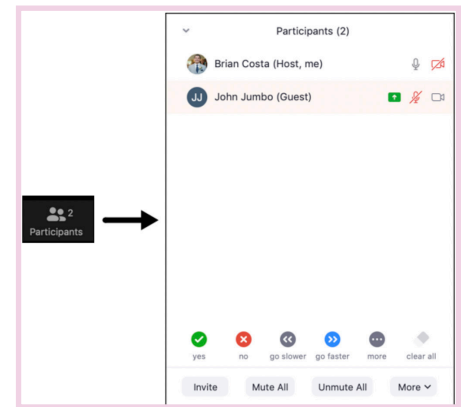 2
Participants
Participants (2)
Brian Costa (Host, me)
JJ John Jumbo (Guest)
yes no go slower go faster more clear all
Invite Mute All Unmute All More